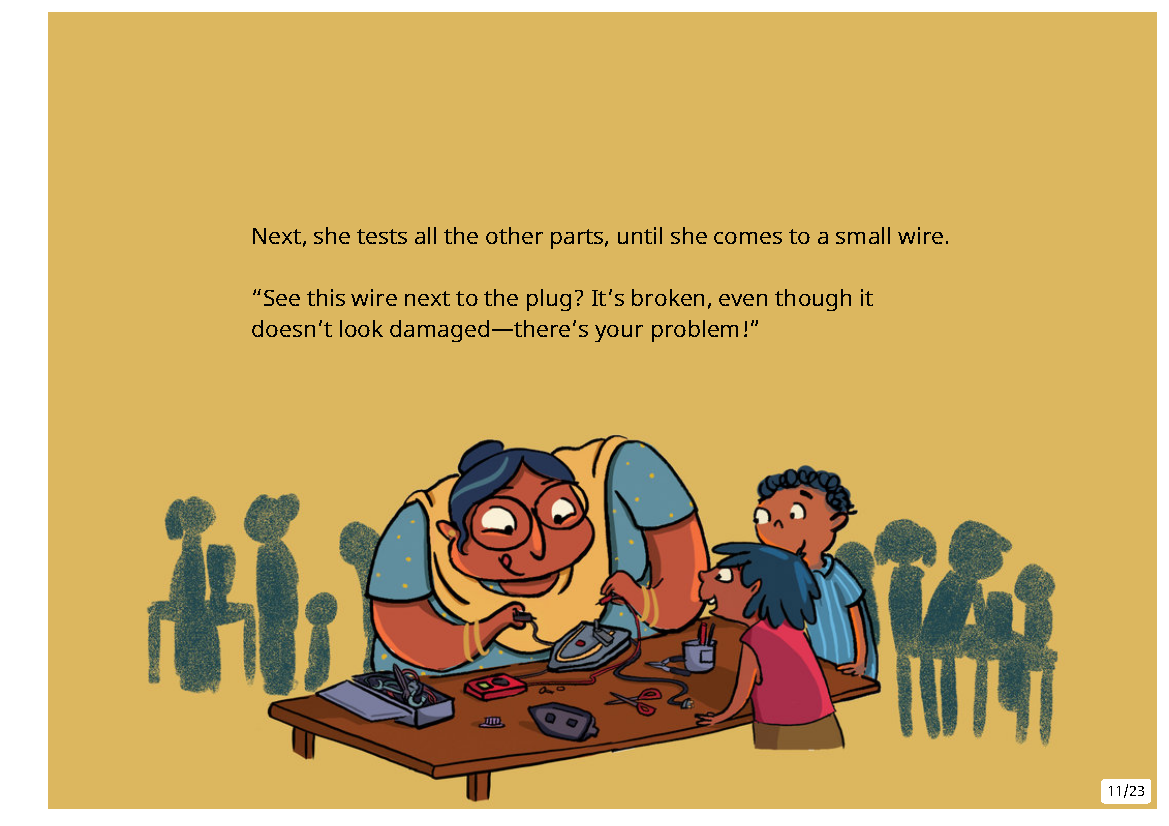 Next, she tests all the other parts, until she comes to a small wire.
“See this wire next to the plug? It’s broken, even though it
doesn’t look damaged—there’s your problem!”
11/23